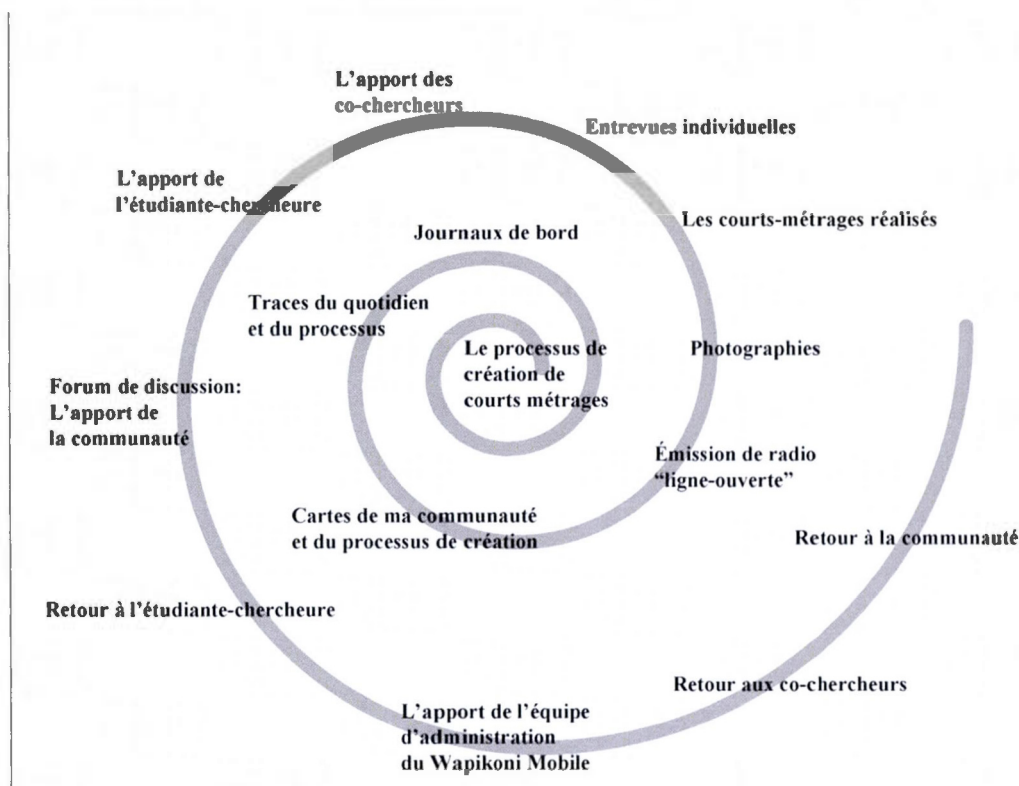 L'apport des
co-chercheurs
Entrevues individuelles
L'apport de
l'étudiante-chercheure
Les courts-métrages réalisés
Journaux de bord
Traces du quotidien
et du processus
Le processus de
création de
courts métrages
Photographies
Forum de discussion:
L'apport de
la communauté
Émission de radio
“ligne-ouverte”
Cartes de ma communauté
et du processus de création
Retour à la communauté
Retour à l'étudiante-chercheure
Retour aux co-chercheurs
L'apport de l'équipe
d'administration
du Wapikoni Mobile